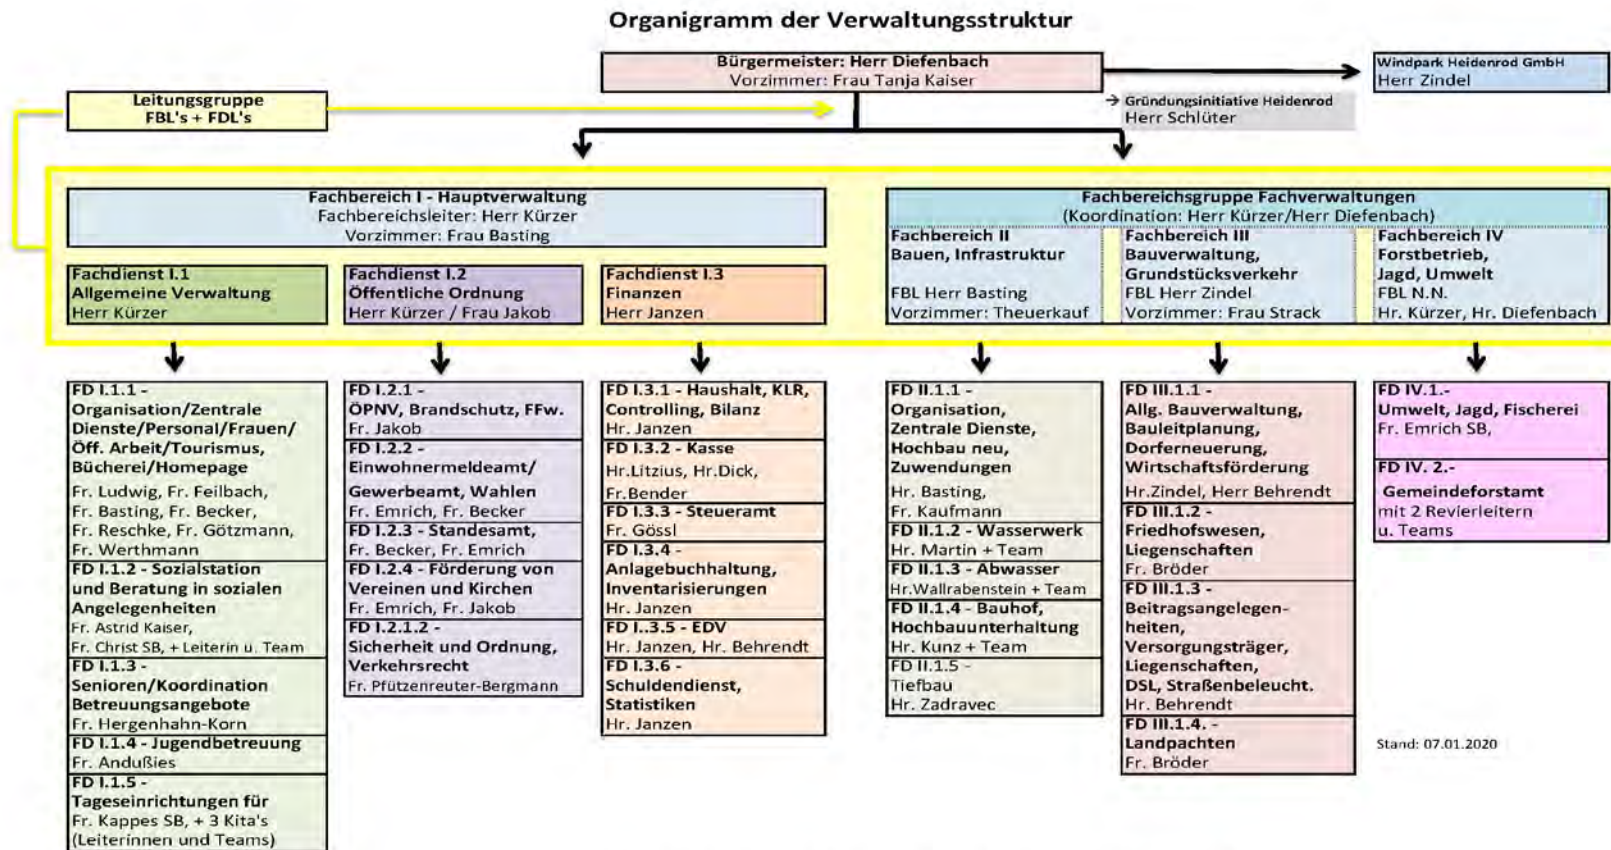 Organigramm der Verwaltungsstruktur
Bürgermeister: Herr Diefenbach
Vorzimmer: Frau Tanja Kaiser
Windpark Heidenrod GmbH
Herr Zindel
Leitungsgruppe
FBL's + FDL's
→ Gründungsinitiative Heidenrod
Herr Schlüter
Fachbereich I - Hauptverwaltung
Fachbereichsleiter: Herr Kürzer
Vorzimmer: Frau Basting
Fachbereichsgruppe Fachverwaltungen
(Koordination: Herr Kürzer/Herr Diefenbach)
Fachbereich II
Bauen, Infrastruktur
FBL Herr Basting
Vorzimmer: Theuerkauf
Fachbereich III
Bauverwaltung,
Grundstücksverkehr
FBL Herr Zindel
Vorzimmer: Frau Strack
Fachbereich IV
Forstbetrieb,
Jagd, Umwelt
FBL N.N.
Hr. Kürzer, Hr. Diefenbach
Fachdienst I.1
Allgemeine Verwaltung
Herr Kürzer
Fachdienst I.2
Öffentliche Ordnung
Herr Kürzer / Frau Jakob
Fachdienst I.3
Finanzen
Herr Janzen
FD I.1.1 -
Organisation/Zentrale
Dienste/Personal/Frauen/
Öff. Arbeit/Tourismus,
Bücherei/Homepage
Fr. Ludwig, Fr. Feilbach,
Fr. Basting, Fr. Becker,
Fr. Reschke, Fr. Götzmann,
Fr. Werthmann
FD I.1.2 - Sozialstation
und Beratung in sozialen
Angelegenheiten
Fr. Astrid Kaiser,
Fr. Christ SB, + Leiterin u. Team
FD I.1.3 -
Senioren/Koordination
Betreuungsangebote
Fr. Hergenhahn-Korn
FD I.1.4 - Jugendbetreuung
Fr. Andußies
FD I.1.5 -
Tageseinrichtungen für
Fr. Kappes SB, + 3 Kita's
(Leiterinnen und Teams)
FD I.2.1 -
ÖPNV, Brandschutz, FFw.
Fr. Jakob
FD I.2.2 -
Einwohnermeldeamt/
Gewerbeamt, Wahlen
Fr. Emrich, Fr. Becker
FD I.2.3 - Standesamt,
Fr. Becker, Fr. Emrich
FD I.2.4 - Förderung von
Vereinen und Kirchen
Fr. Emrich, Fr. Jakob
FD I.2.1.2 -
Sicherheit und Ordnung,
Verkehrsrecht
Fr. Pfützenreuter-Bergmann
FD I.3.1 - Haushalt, KLR,
Controlling, Bilanz
Hr. Janzen
FD I.3.2 - Kasse
Hr.Litzius, Hr.Dick,
Fr.Bender
FD I.3.3 - Steueramt
Fr. Gössl
FD I.3.4 -
Anlagebuchhaltung,
Inventarisierungen
Hr. Janzen
FD I..3.5 - EDV
Hr. Janzen, Hr. Behrendt
FD I.3.6 -
Schuldendienst,
Statistiken
Hr. Janzen
FD II.1.1 -
Organisation,
Zentrale Dienste,
Hochbau neu,
Zuwendungen
Hr. Basting,
Fr. Kaufmann
FD II.1.2 - Wasserwerk
Hr. Martin + Team
FD II.1.3 - Abwasser
Hr.Wallrabenstein + Team
FD II.1.4 - Bauhof,
Hochbauunterhaltung
Hr. Kunz + Team
FD II.1.5 -
Tiefbau
Hr. Zadravec
FD III.1.1 -
Allg. Bauverwaltung,
Bauleitplanung,
Dorferneuerung,
Wirtschaftsförderung
Hr.Zindel, Herr Behrendt
FD III.1.2 -
Friedhofswesen,
Liegenschaften
Fr. Bröder
FD III.1.3 -
Beitragsangelegen-
heiten,
Versorgungsträger,
Liegenschaften,
DSL, Straßenbeleucht.
Hr. Behrendt
FD III.1.4. -
Landpachten
Fr. Bröder
FD IV.1.-
Umwelt, Jagd, Fischerei
Fr. Emrich SB,
FD IV. 2.-
Gemeindeforstamt
mit 2 Revierleitern
u. Teams
Stand: 07.01.2020